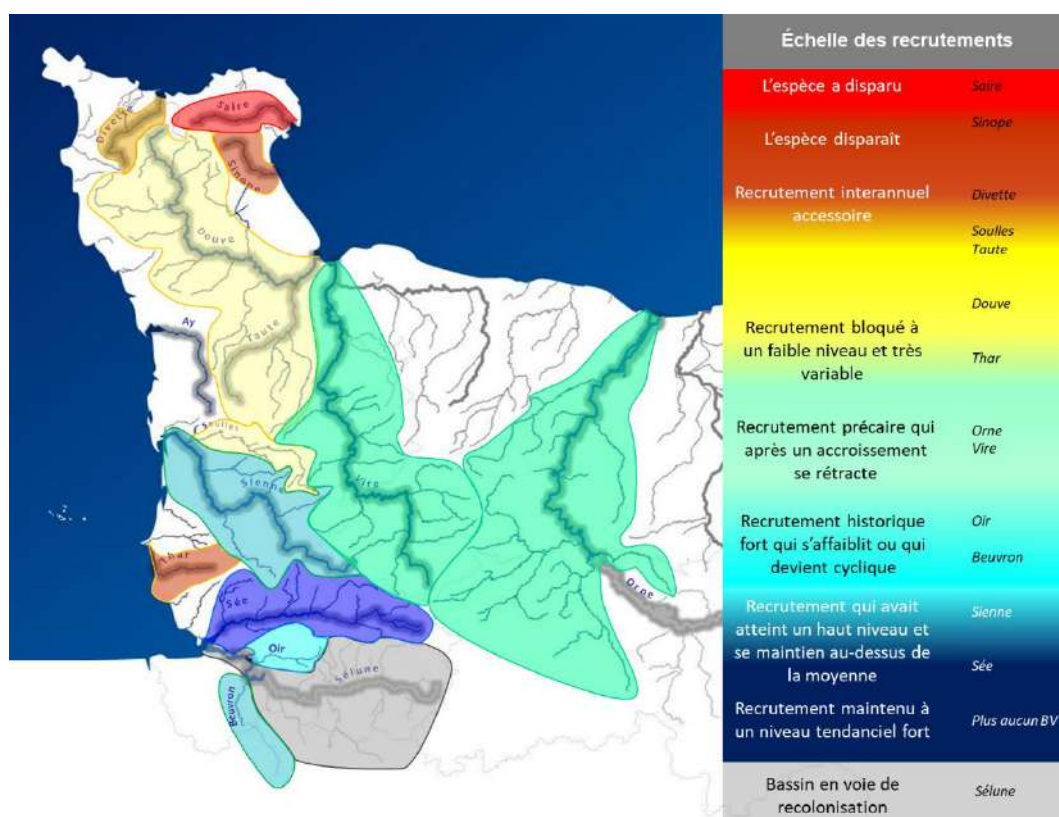 Échelle des recrutements
L'espèce a disparu
Saire
Sinope
L'espèce disparaît
Recrutement interannuel
accessoire
Divette
Soulles
Taute
Douve
Recrutement bloqué à
un faible niveau et très
variable
Thar
Recrutement précaire qui
après un accroissement
se rétracte
Orne
Vire
Recrutement historique
fort qui s'affaiblit ou qui
devient cyclique
Oir
Beuvron
Recrutement qui avait
atteint un haut niveau et
se maintien au-dessus de
la moyenne
Sienne
Sée
Recrutement maintenu à
un niveau tendanciel fort
Plus aucun BV
Bassin en voie de
recolonisation
Sélune
Divette
Saire
Sinope
Douve
Ay
Taute
Soulles
Sienne
Vire
Thar
Sée
Orne
Oir
Sélune
Beuvron